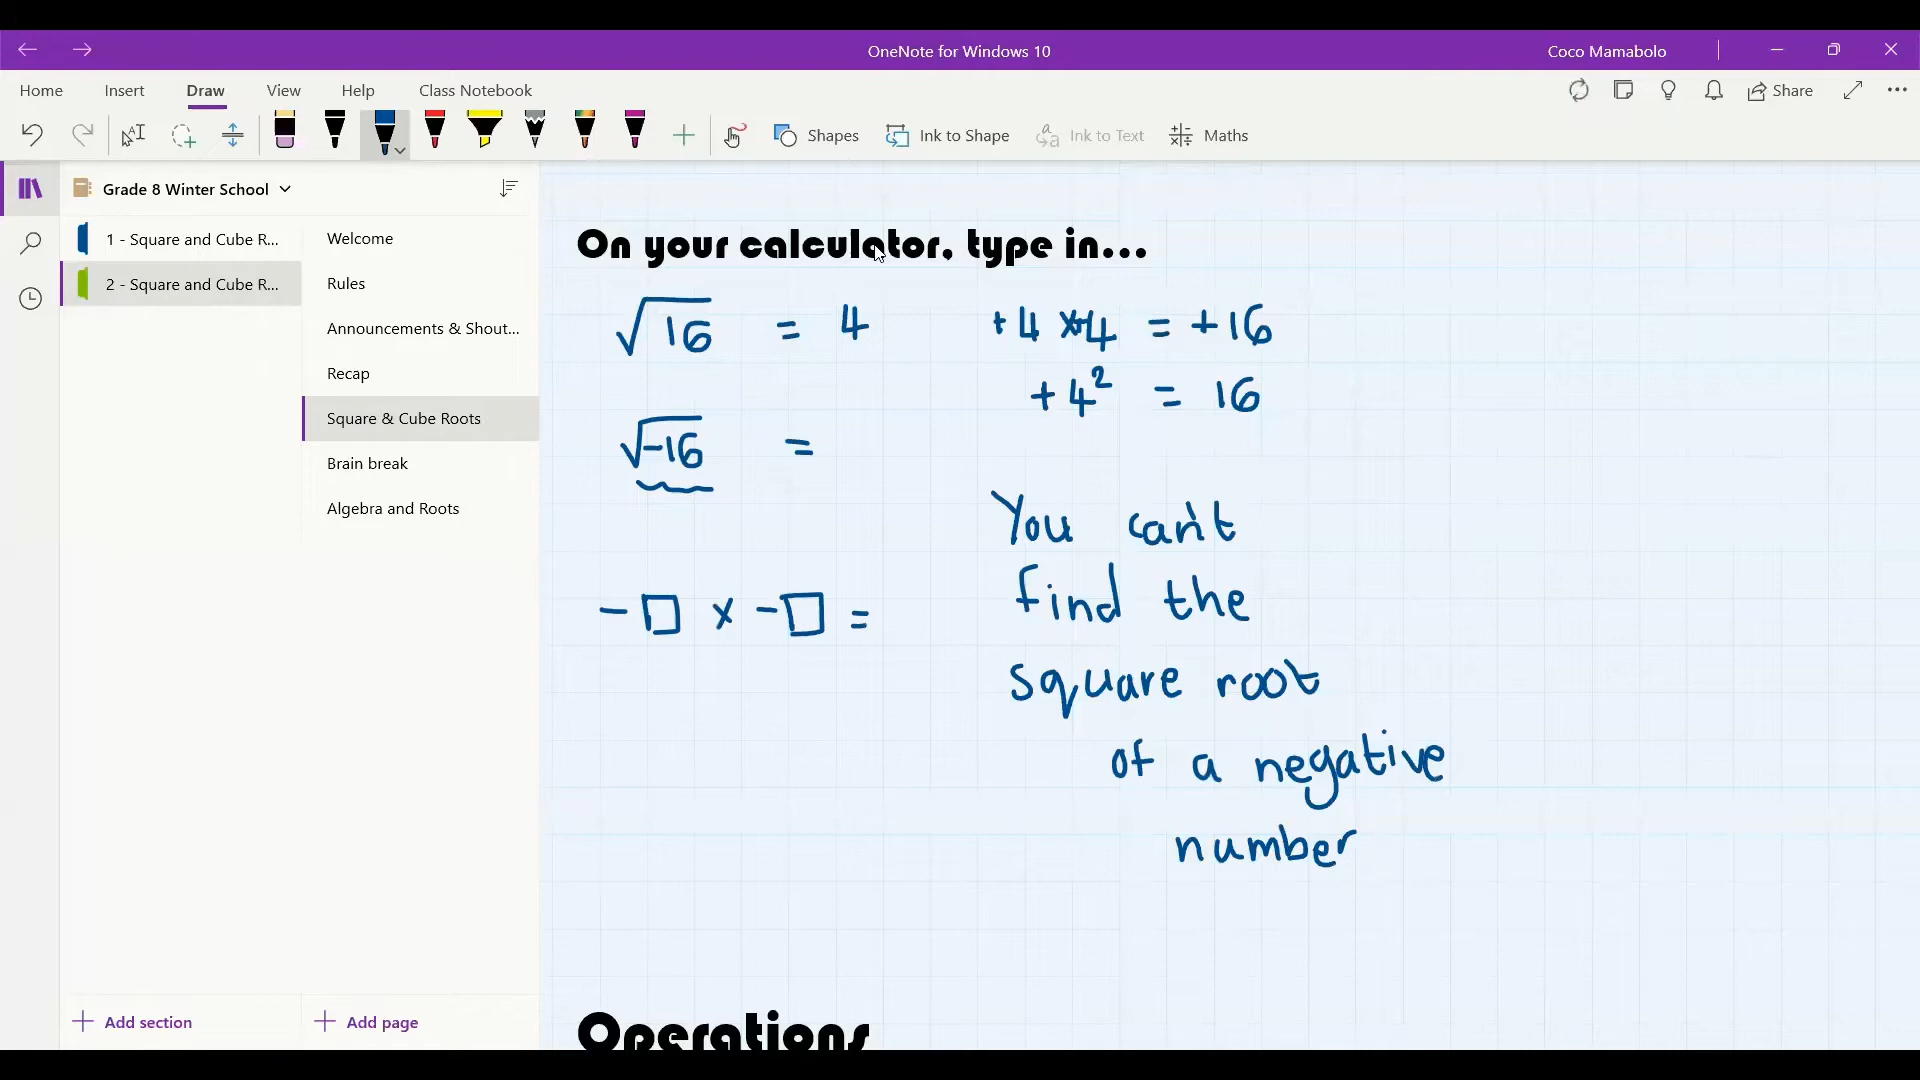 OneNote for Windows 10
Coco Mamabolo
Home Insert Draw View Help Class Notebook
Share
Shapes Ink to Shape Ink to Text Maths
Grade 8 Winter School
1 - Square and Cube R...
2 - Square and Cube R...
Welcome
Rules
Announcements & Shout...
Recap
Square & Cube Roots
Brain break
Algebra and Roots
Add section
Add page
On your calculator, type in...
√16 = 4
+4 × +4 = +16
+4² = 16
√-16 =
-□ × -□ =
You can't
find the
square root
of a negative
number
Operations